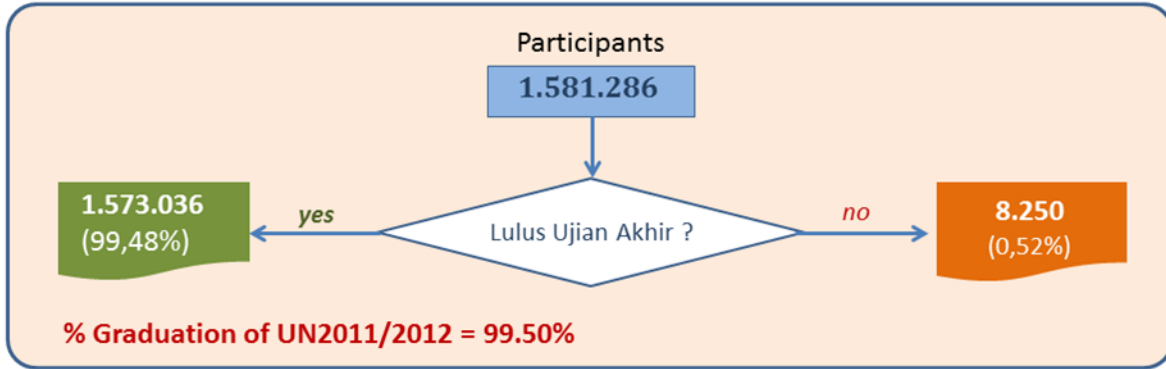 Participants
1.581.286
1.573.036
(99,48%)
yes
Lulus Ujian Akhir ?
no
8.250
(0,52%)
% Graduation of UN2011/2012 = 99.50%